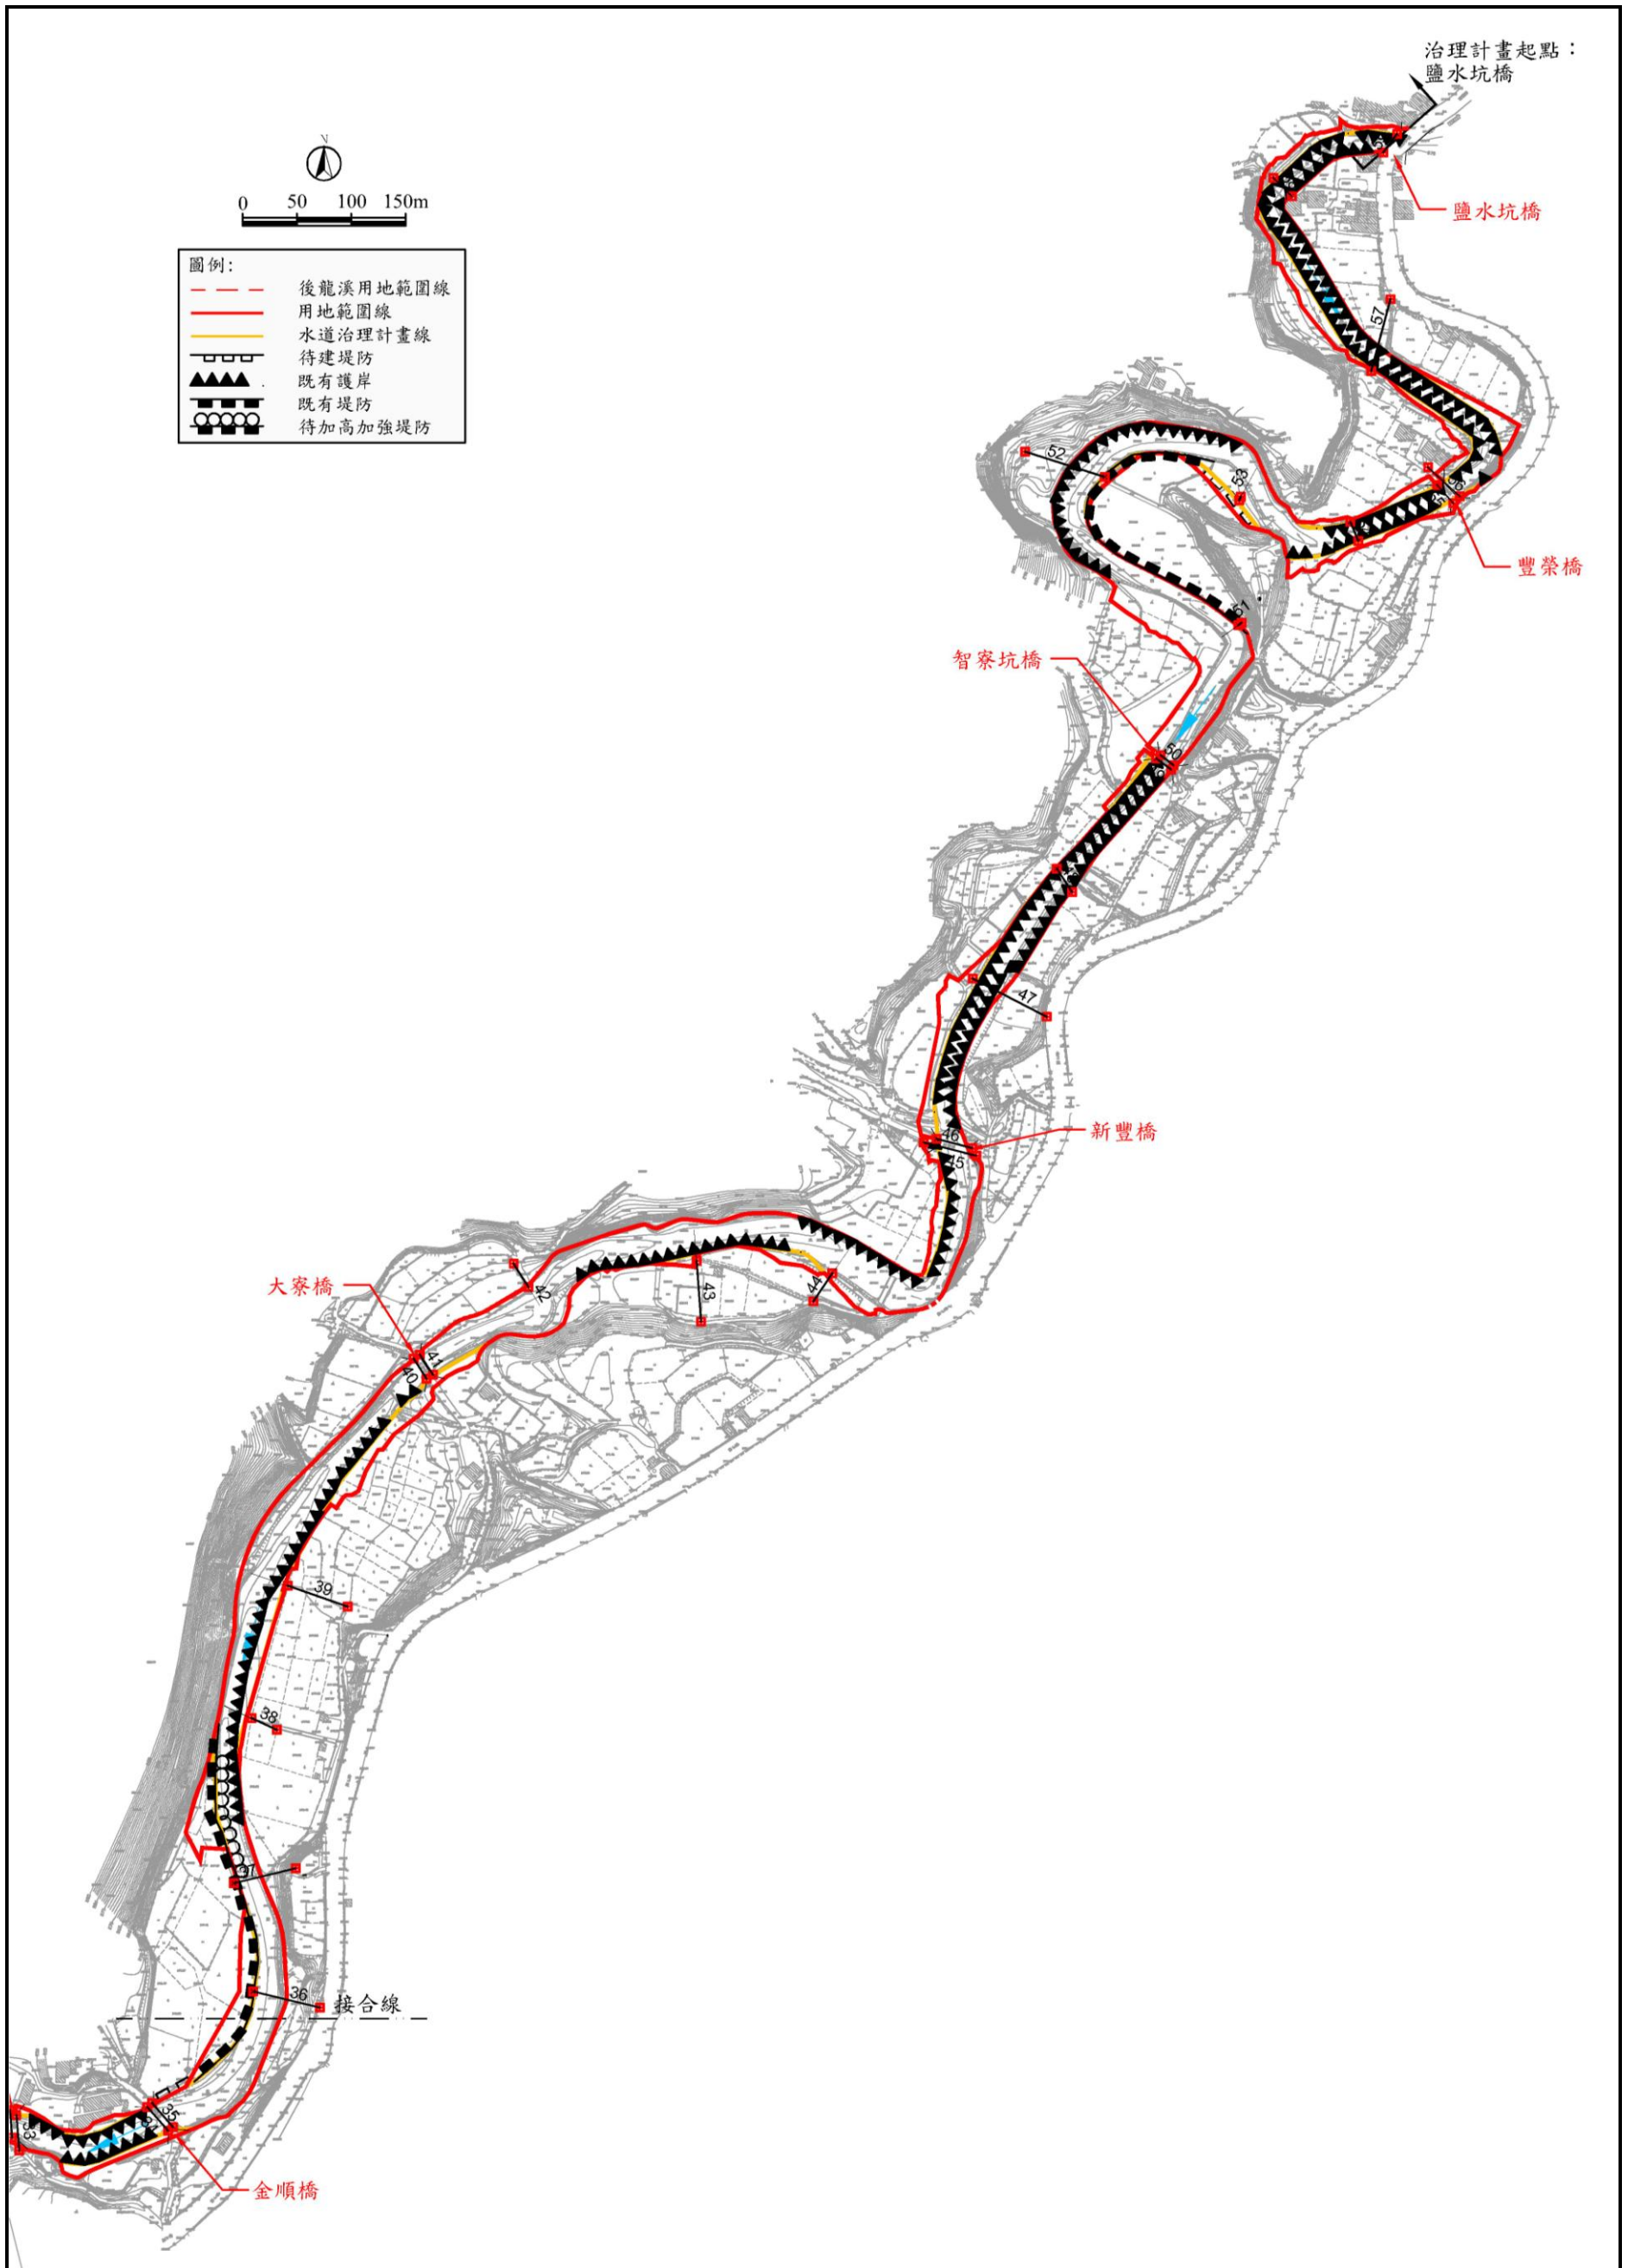 治理計畫起點：
鹽水坑橋
N
0 50 100 150m
圖例：
後龍溪用地範圍線
用地範圍線
水道治理計畫線
待建堤防
既有護岸
既有堤防
待加高加強堤防
鹽水坑橋
57
52
53
豐榮橋
51
智寮坑橋
50
47
新豐橋
46
45
大寮橋
42
43
44
41
40
39
38
37
36
接合線
35
34
33
金順橋